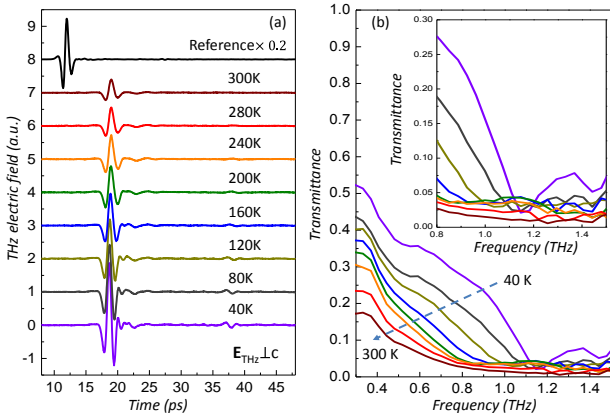 (a)
Reference× 0.2
300K
280K
240K
200K
160K
120K
80K
40K
E_THz⊥c
9
8
7
6
5
4
3
2
1
0
-1
10 15 20 25 30 35 40 45
THz electric field (a.u.)
Time (ps)
(b)
1.0
0.9
0.8
0.7
0.6
0.5
0.4
0.3
0.2
0.1
0.0
0.4 0.6 0.8 1.0 1.2 1.4
Transmittance
Frequency (THz)
40 K
300 K
0.30
0.25
0.20
0.15
0.10
0.05
0.00
0.8 1.0 1.2 1.4
Transmittance
Frequency (THz)